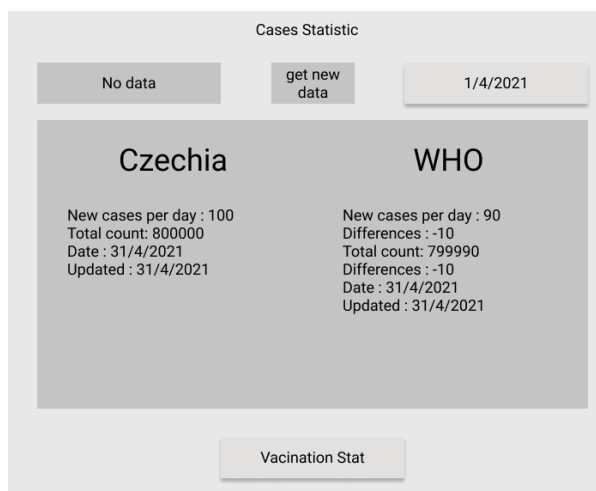 Cases Statistic
No data
get new
data
1/4/2021
Czechia
New cases per day : 100
Total count: 800000
Date : 31/4/2021
Updated : 31/4/2021
WHO
New cases per day : 90
Differences : -10
Total count: 799990
Differences : -10
Date : 31/4/2021
Updated : 31/4/2021
Vacination Stat